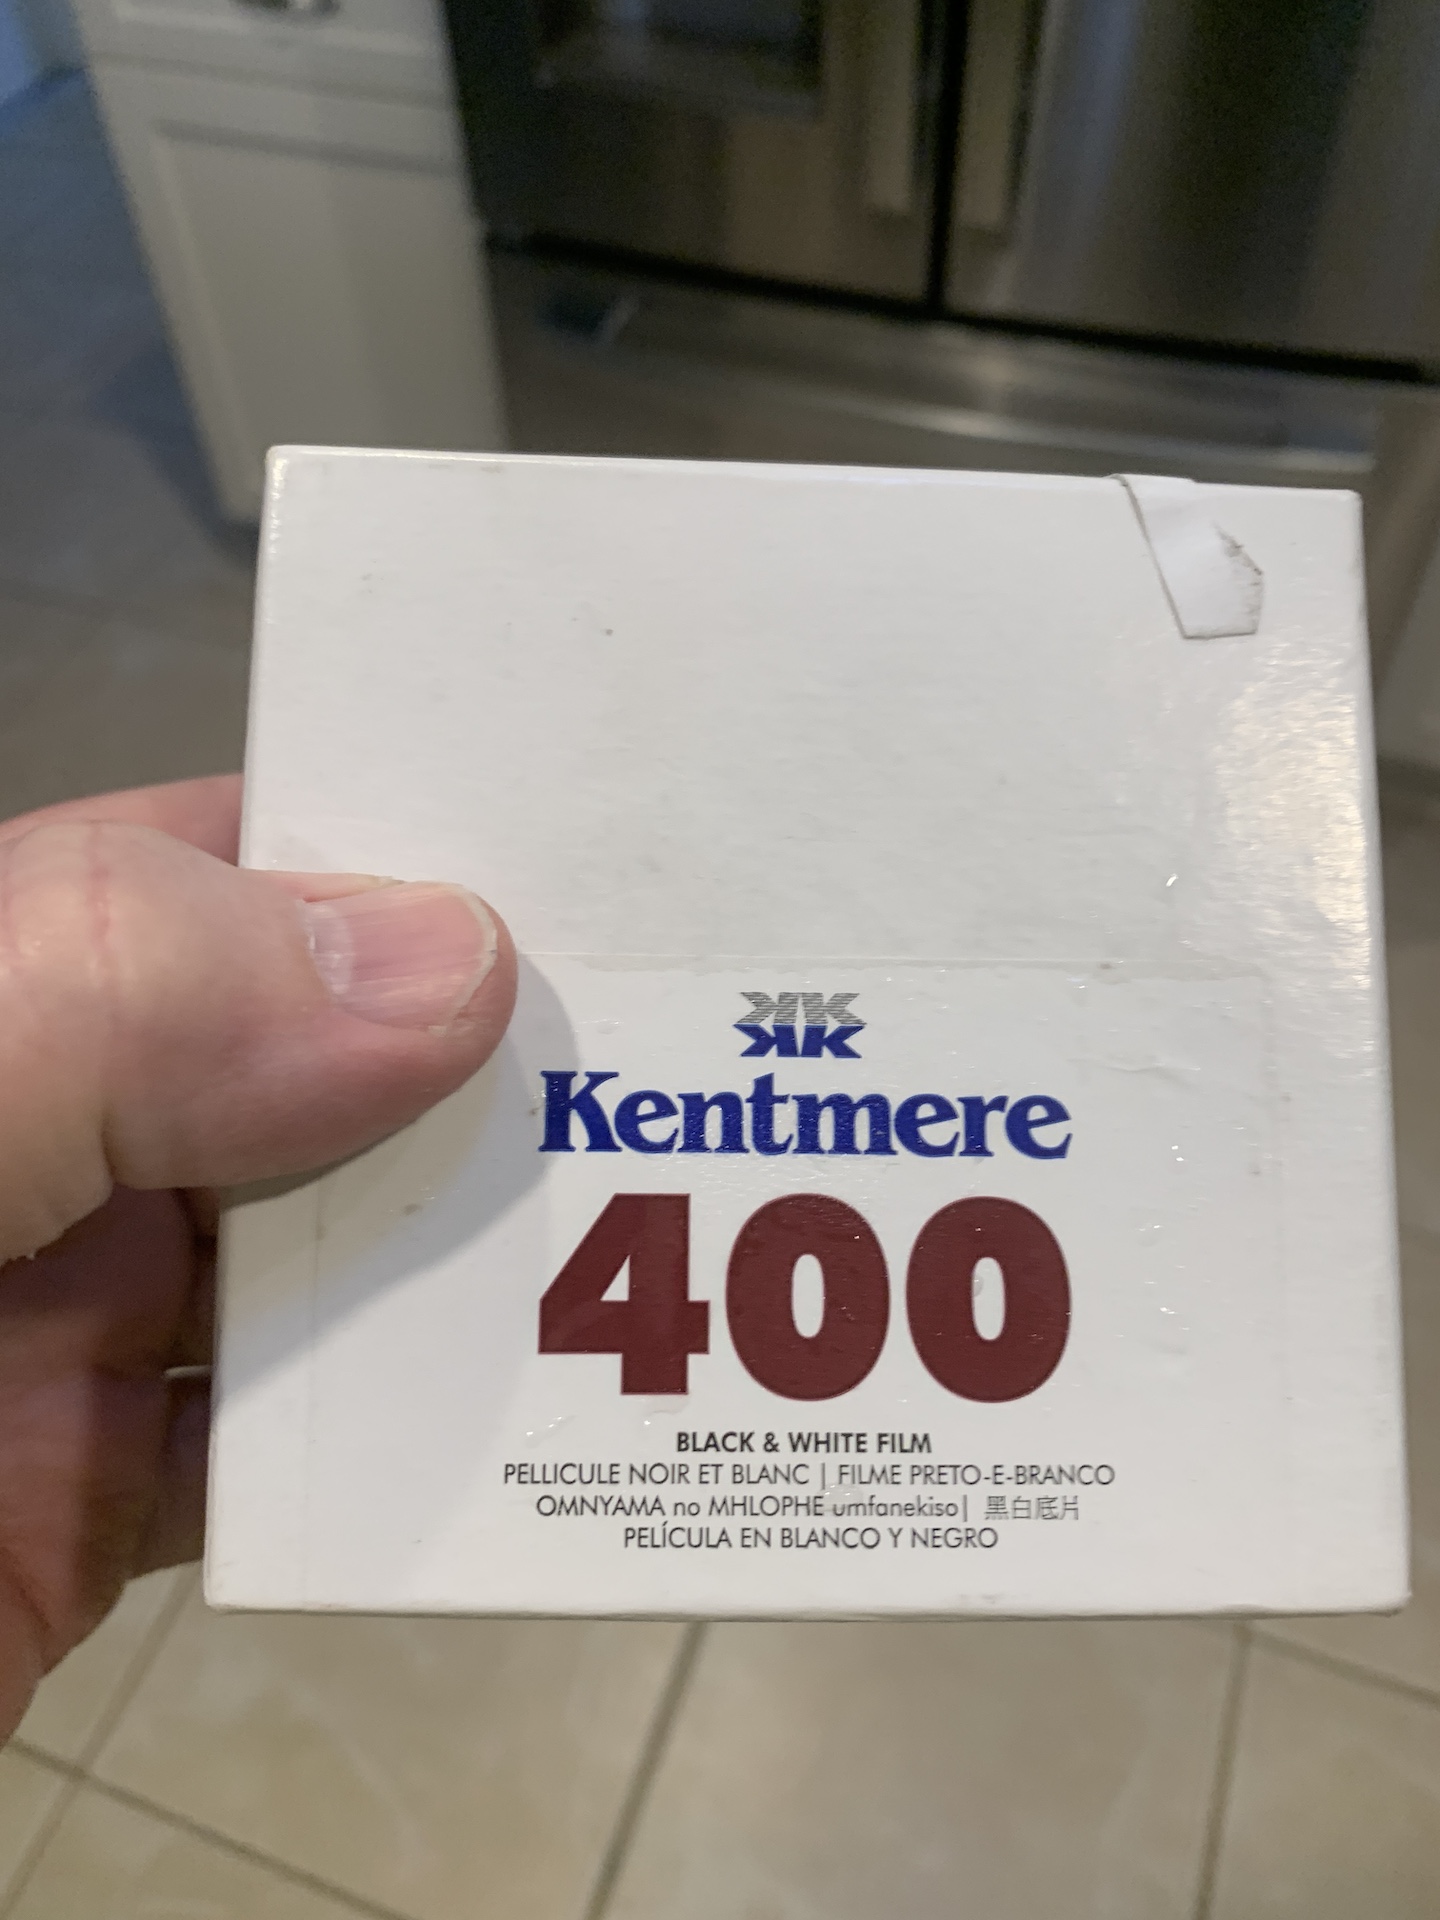 Kentmere
400
BLACK & WHITE FILM
PELLICULE NOIR ET BLANC | FILME PRETO-E-BRANCO
OMNYAMA no MHLOPHE umfanekiso| 黑白底片
PELÍCULA EN BLANCO Y NEGRO